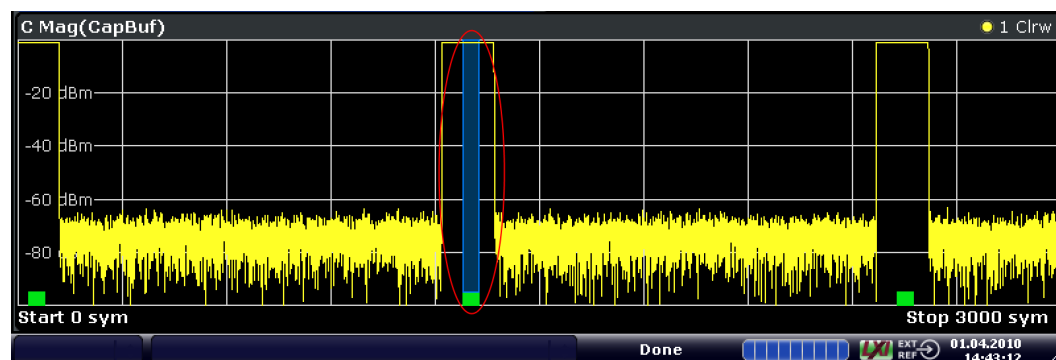 C Mag(CapBuf)
1 Clrw
-20 dBm
-40 dBm
-60 dBm
-80
Start 0 sym
Stop 3000 sym
Done
LXI
EXT
REF
01.04.2010
14:43:12